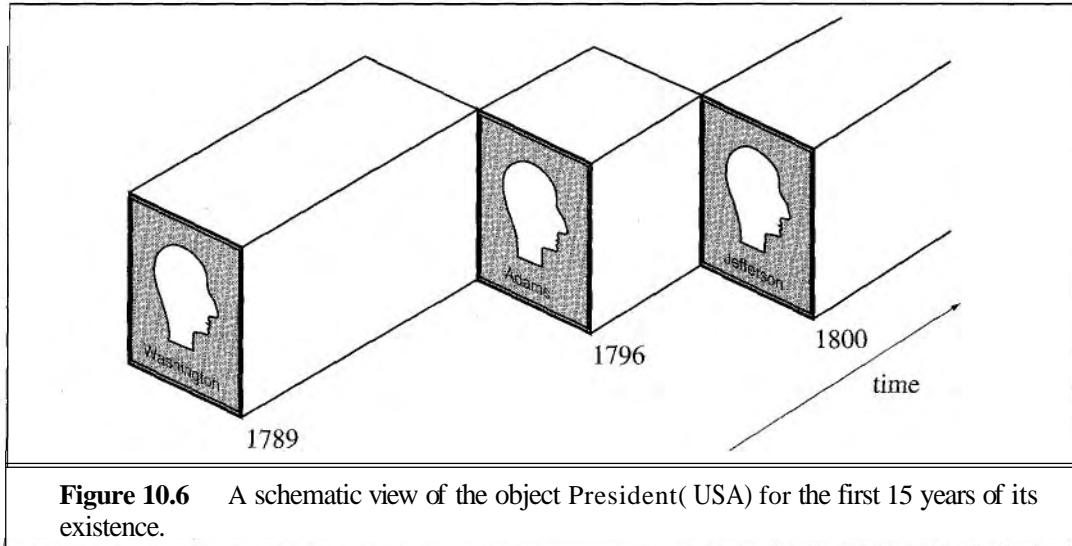 Washington
Adams
Jefferson
1789
1796
1800
time
Figure 10.6 A schematic view of the object President( USA) for the first 15 years of its
existence.